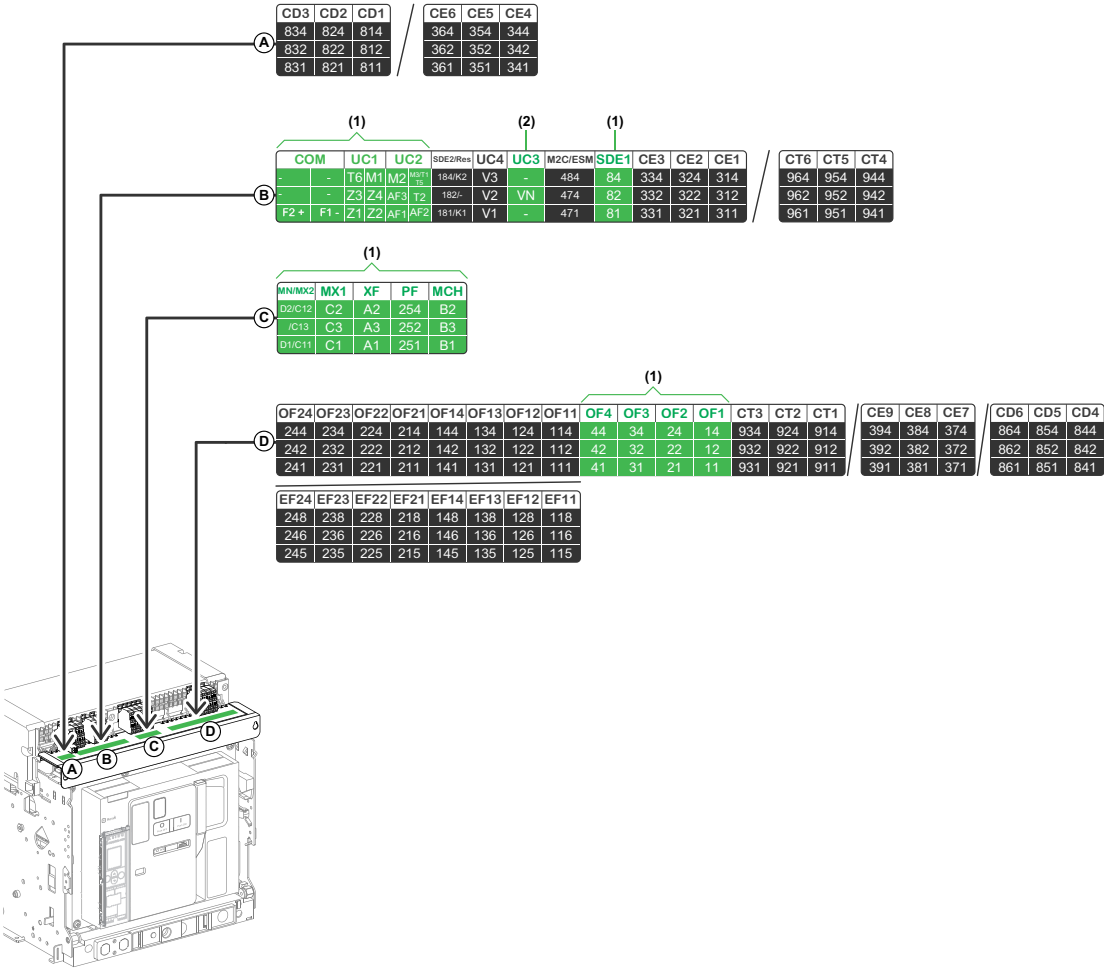 CD3 CD2 CD1 CE6 CE5 CE4
834 824 814 364 354 344
A 832 822 812 362 352 342
831 821 811 361 351 341
(1) (2) (1)
COM UC1 UC2 SDE2/Res UC4 UC3 M2C/ESM SDE1 CE3 CE2 CE1 CT6 CT5 CT4
- - T6 M1 M2 M3/T1 T5 184/K2 V3 - 484 84 334 324 314 964 954 944
B - - Z3 Z4 AF3 T2 182/- V2 VN 474 82 332 322 312 962 952 942
F2 + F1 - Z1 Z2 AF1 AF2 181/K1 V1 - 471 81 331 321 311 961 951 941
(1)
MN/MX2 MX1 XF PF MCH
D2/C12 C2 A2 254 B2
C /C13 C3 A3 252 B3
D1/C11 C1 A1 251 B1
(1)
OF24 OF23 OF22 OF21 OF14 OF13 OF12 OF11 OF4 OF3 OF2 OF1 CT3 CT2 CT1 CE9 CE8 CE7 CD6 CD5 CD4
244 234 224 214 144 134 124 114 44 34 24 14 934 924 914 394 384 374 864 854 844
D 242 232 222 212 142 132 122 112 42 32 22 12 932 922 912 392 382 372 862 852 842
241 231 221 211 141 131 121 111 41 31 21 11 931 921 911 391 381 371 861 851 841
EF24 EF23 EF22 EF21 EF14 EF13 EF12 EF11
248 238 228 218 148 138 128 118
246 236 226 216 146 136 126 116
245 235 225 215 145 135 125 115
A B C D